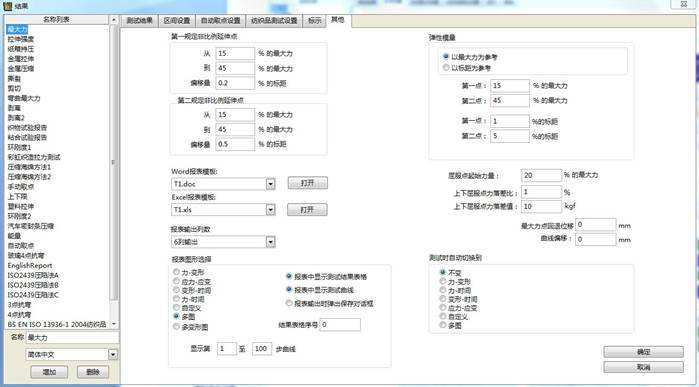 结果
名称列表
最大力
拉伸强度
纸箱持压
金属拉伸
金属压缩
撕裂
剪切
弯曲最大力
剥离
剥离2
织物试验报告
粘合试验报告
环刚度1
彩虹织造拉力测试
压缩海绵方法1
压缩海绵方法2
手动取点
上下限
塑料拉伸
环刚度2
汽车密封条压缩
能量
自动取点
玻璃4点抗弯
EnglishReport
ISO2439压陷法A
ISO2439压陷法B
ISO2439压陷法C
3点抗弯
4点抗弯
BS EN ISO 13936-1 2004纺织品
名称 最大力
简体中文
增加 删除
测试结果 区间设置 自动取点设置 纺织品测试设置 标示 其他
第一规定非比例延伸点
从 15 % 的最大力
到 45 % 的最大力
偏移量 0.2 % 的标距
第二规定非比例延伸点
从 15 % 的最大力
到 45 % 的最大力
偏移量 0.5 % 的标距
Word报表模板:
T1.doc 打开
Excel报表模板:
T1.xls 打开
报表输出列数
6列输出
报表图形选择
力-变形
应力-应变
变形-时间
力-时间
自定义
多图
多变形图
报表中显示测试结果表格
报表中显示测试曲线
报表输出时弹出保存对话框
结果表格序号 0
显示第 1 至 100 步曲线
弹性模量
以最大力为参考
以标距为参考
第一点： 15 % 的最大力
第二点： 45 % 的最大力
第一点： 1 %的标距
第二点： 5 %的标距
屈服点起始力量： 20 % 的最大力
上下屈服点力落差比： 1 %
上下屈服点力落差值： 10 kgf
最大力点回退位移 0 mm
曲线偏移： 0 mm
测试时自动切换到
不变
力-变形
力-时间
变形-时间
应力-应变
自定义
多图
确定
取消